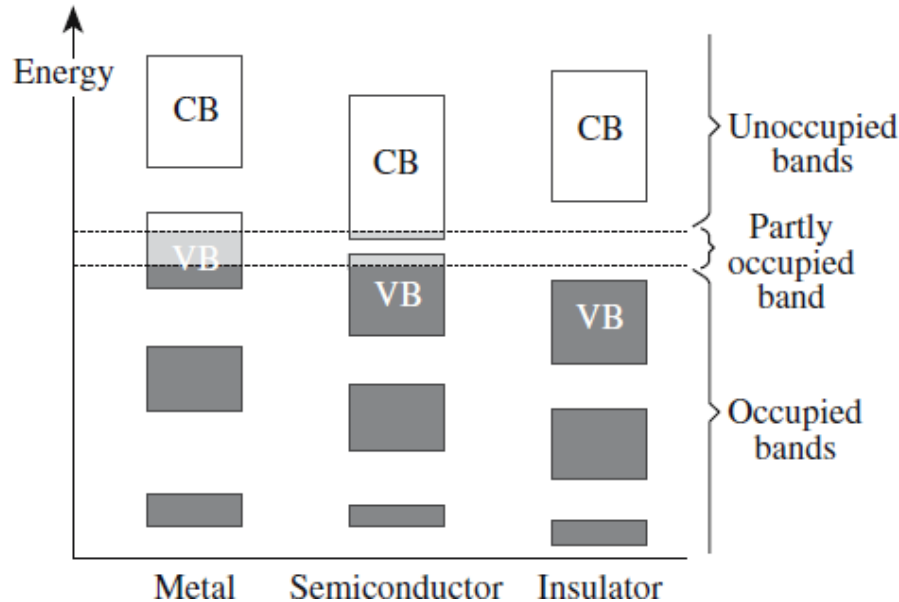 Energy
CB
CB
CB
Unoccupied
bands
VB
VB
VB
Partly
occupied
band
Occupied
bands
Metal
Semiconductor
Insulator